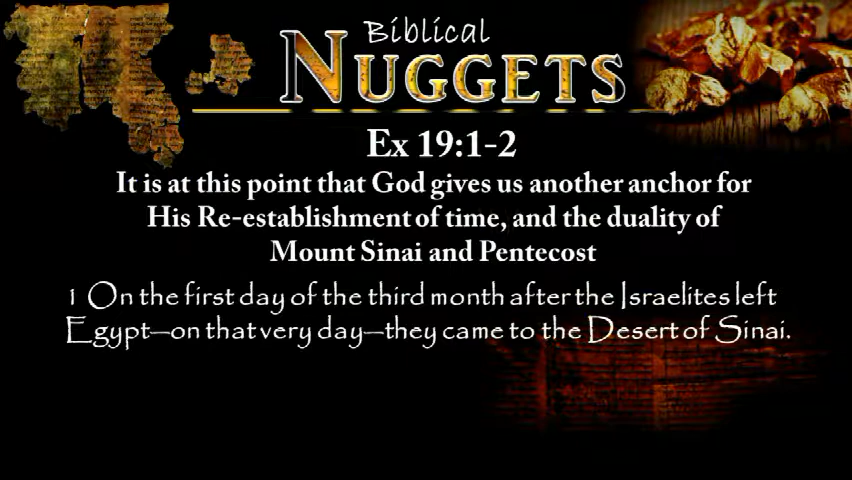 Biblical
NUGGETS
Ex 19:1-2
It is at this point that God gives us another anchor for
His Re-establishment of time, and the duality of
Mount Sinai and Pentecost
1 On the first day of the third month after the Israelites left
Egypt—on that very day—they came to the Desert of Sinai.